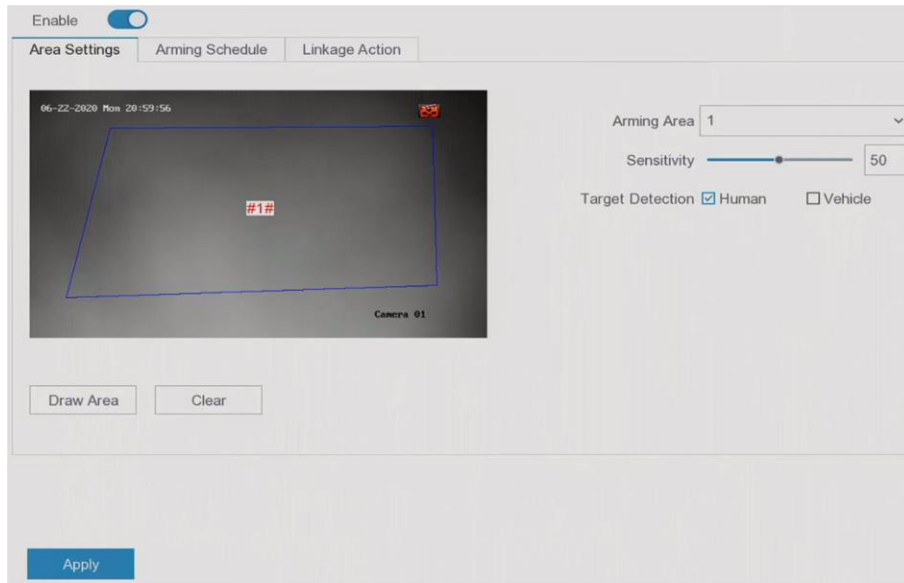 Enable
Area Settings Arming Schedule Linkage Action
06-22-2020 Mon 20:59:56
Arming Area 1
Sensitivity 50
Target Detection Human Vehicle
#1#
Camera 01
Draw Area Clear
Apply